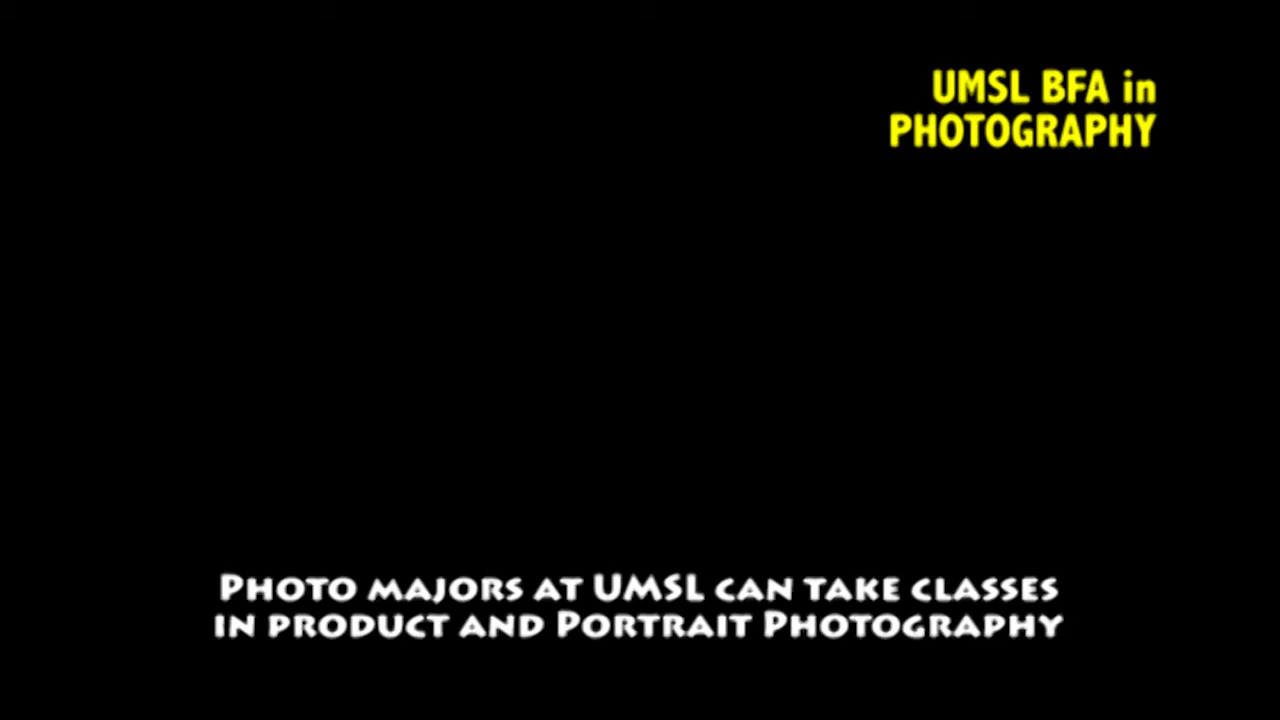 UMSL BFA in
PHOTOGRAPHY
Photo majors at UMSL can take classes
in product and Portrait Photography